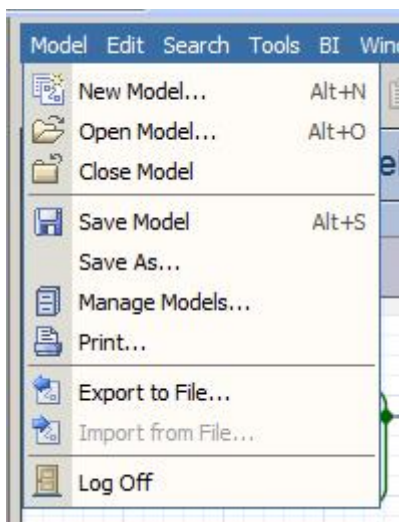 Model Edit Search Tools BI
New Model... Alt+N
Open Model... Alt+O
Close Model
Save Model Alt+S
Save As...
Manage Models...
Print...
Export to File...
Import from File...
Log Off